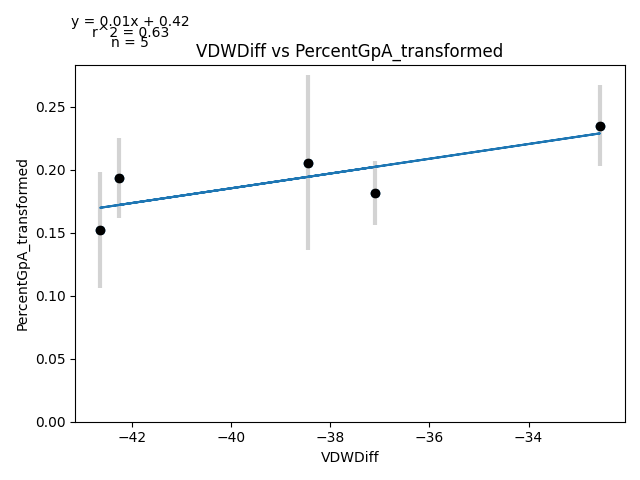 y = 0.01x + 0.42
r^2 = 0.63
n = 5
VDWDiff vs PercentGpA_transformed
PercentGpA_transformed
0.25
0.20
0.15
0.10
0.05
0.00
−42
−40
−38
−36
−34
VDWDiff